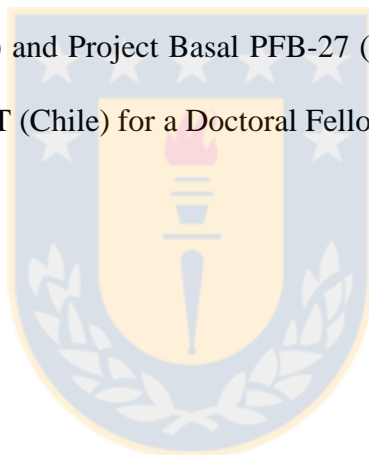 ) and Project Basal PFB-27 (
T (Chile) for a Doctoral Fello